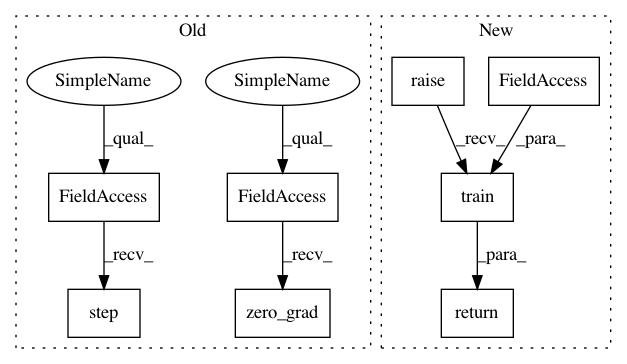 Old
New
SimpleName
SimpleName
raise
FieldAccess
_qual_
_qual_
_recv_
_para_
FieldAccess
FieldAccess
train
_recv_
_recv_
_para_
step
zero_grad
return